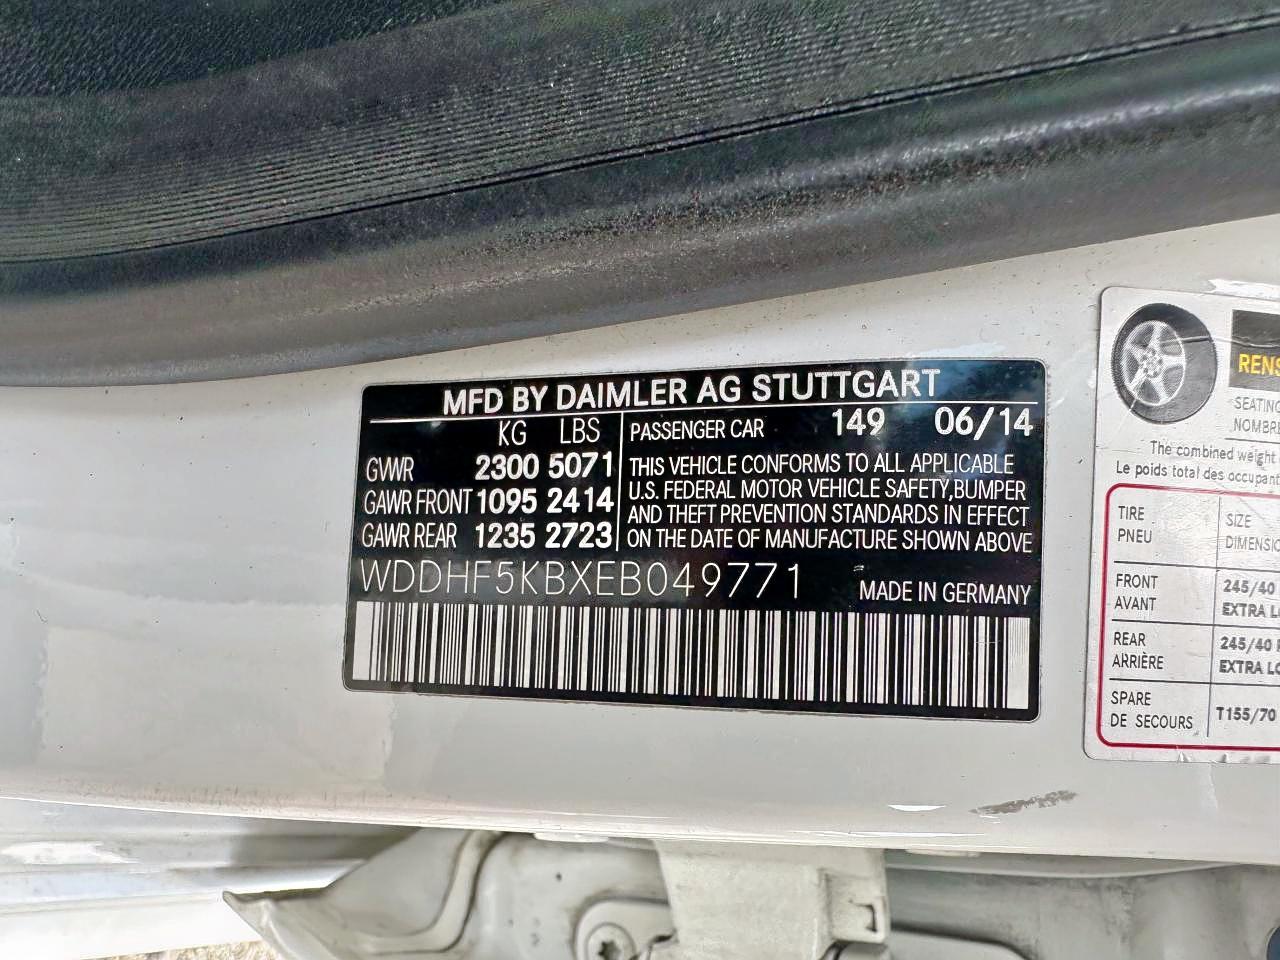 MFD BY DAIMLER AG STUTTGART
KG LBS
GVWR 2300 5071
GAWR FRONT 1095 2414
GAWR REAR 1235 2723
PASSENGER CAR 149 06/14
THIS VEHICLE CONFORMS TO ALL APPLICABLE
U.S. FEDERAL MOTOR VEHICLE SAFETY,BUMPER
AND THEFT PREVENTION STANDARDS IN EFFECT
ON THE DATE OF MANUFACTURE SHOWN ABOVE
WDDHF5KBXEB049771 MADE IN GERMANY
RENS
SEATING
NOMBRE
The combined weight
Le poids total des occupant
TIRE SIZE
PNEU DIMENSION
FRONT 245/40
AVANT EXTRA LO
REAR 245/40 R
ARRIÈRE EXTRA LO
SPARE T155/70
DE SECOURS